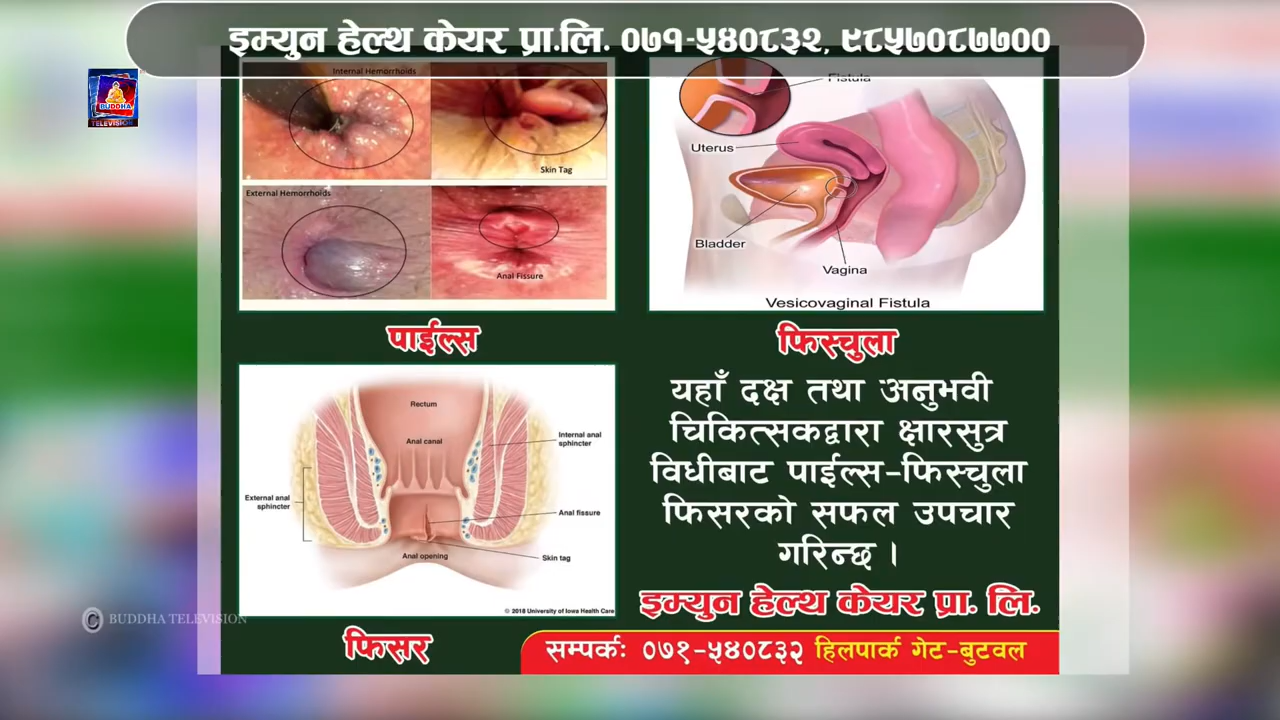 इम्युन हेल्थ केयर प्रा.लि. ०७१-५४०८३२, ९८५७०८७७००
BUDDHA
TELEVISION
Internal Hemorrhoids
Skin Tag
External Hemorrhoids
Anal Fissure
पाईल्स
Fistula
Uterus
Bladder
Vagina
Vesicovaginal Fistula
फिस्चुला
Rectum
Anal canal
Internal anal
sphincter
External anal
sphincter
Anal fissure
Anal opening
Skin tag
© 2018 University of Iowa Health Care
फिसर
यहाँ दक्ष तथा अनुभवी
चिकित्सकद्वारा क्षारसुत्र
विधीबाट पाईल्स-फिस्चुला
फिसरको सफल उपचार
गरिन्छ ।
इम्युन हेल्थ केयर प्रा. लि.
सम्पर्कः ०७१-५४०८३२ हिलपार्क गेट-बुटवल
© BUDDHA TELEVISION